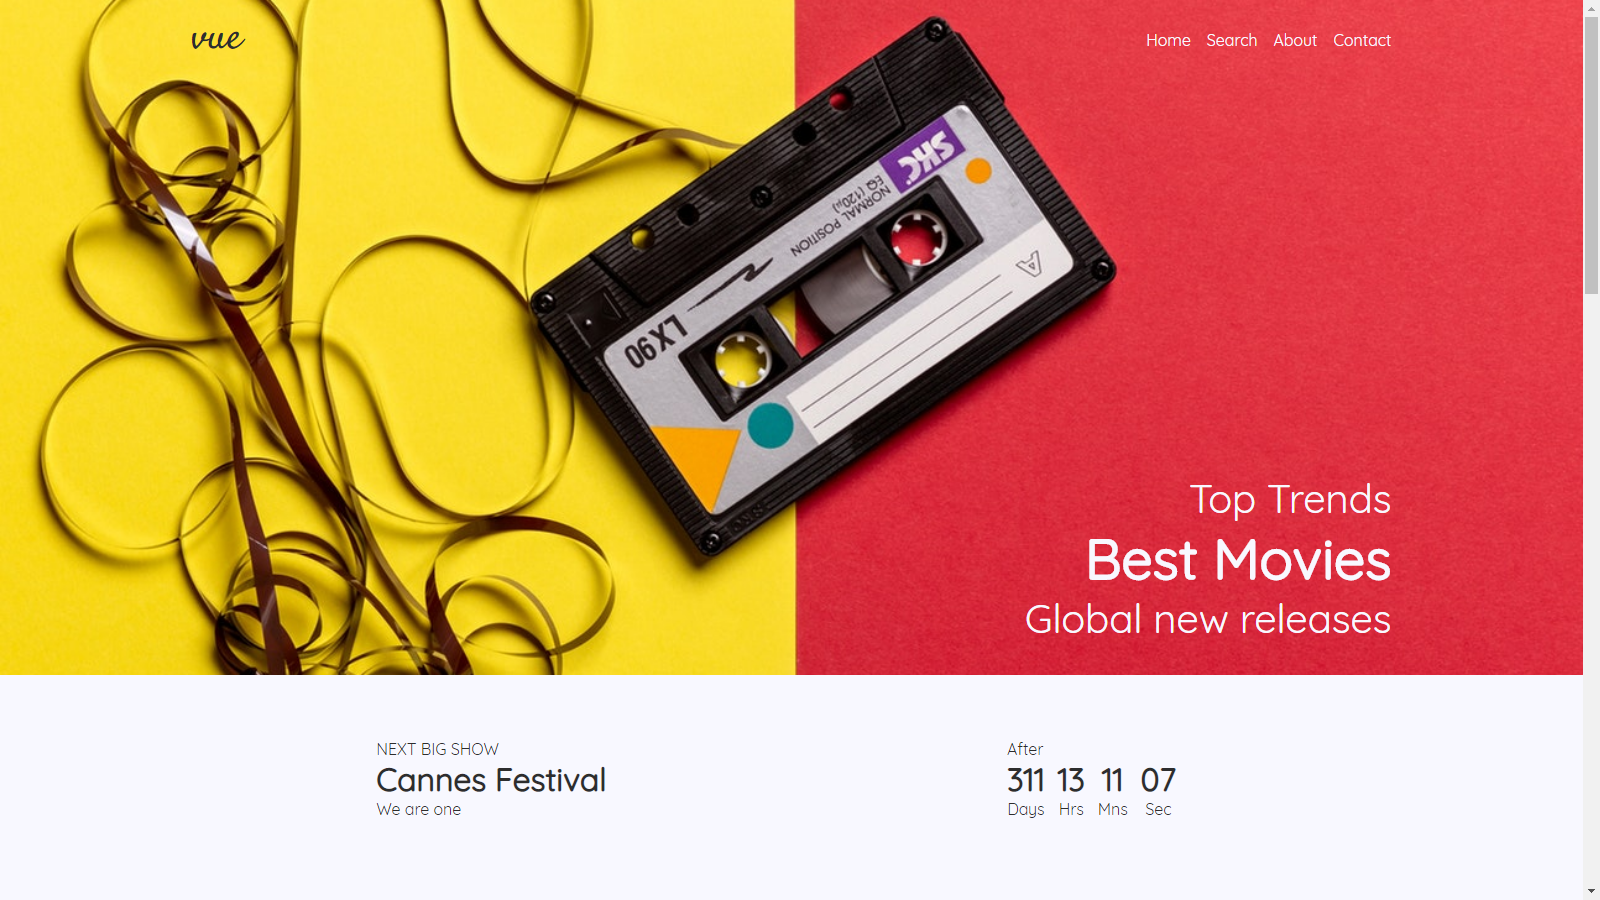 vue
Home Search About Contact
SKC
NORMAL POSITION
EQ (120µ)
A
LX90
Top Trends
Best Movies
Global new releases
NEXT BIG SHOW
Cannes Festival
We are one
After
311 13 11 07
Days Hrs Mns Sec